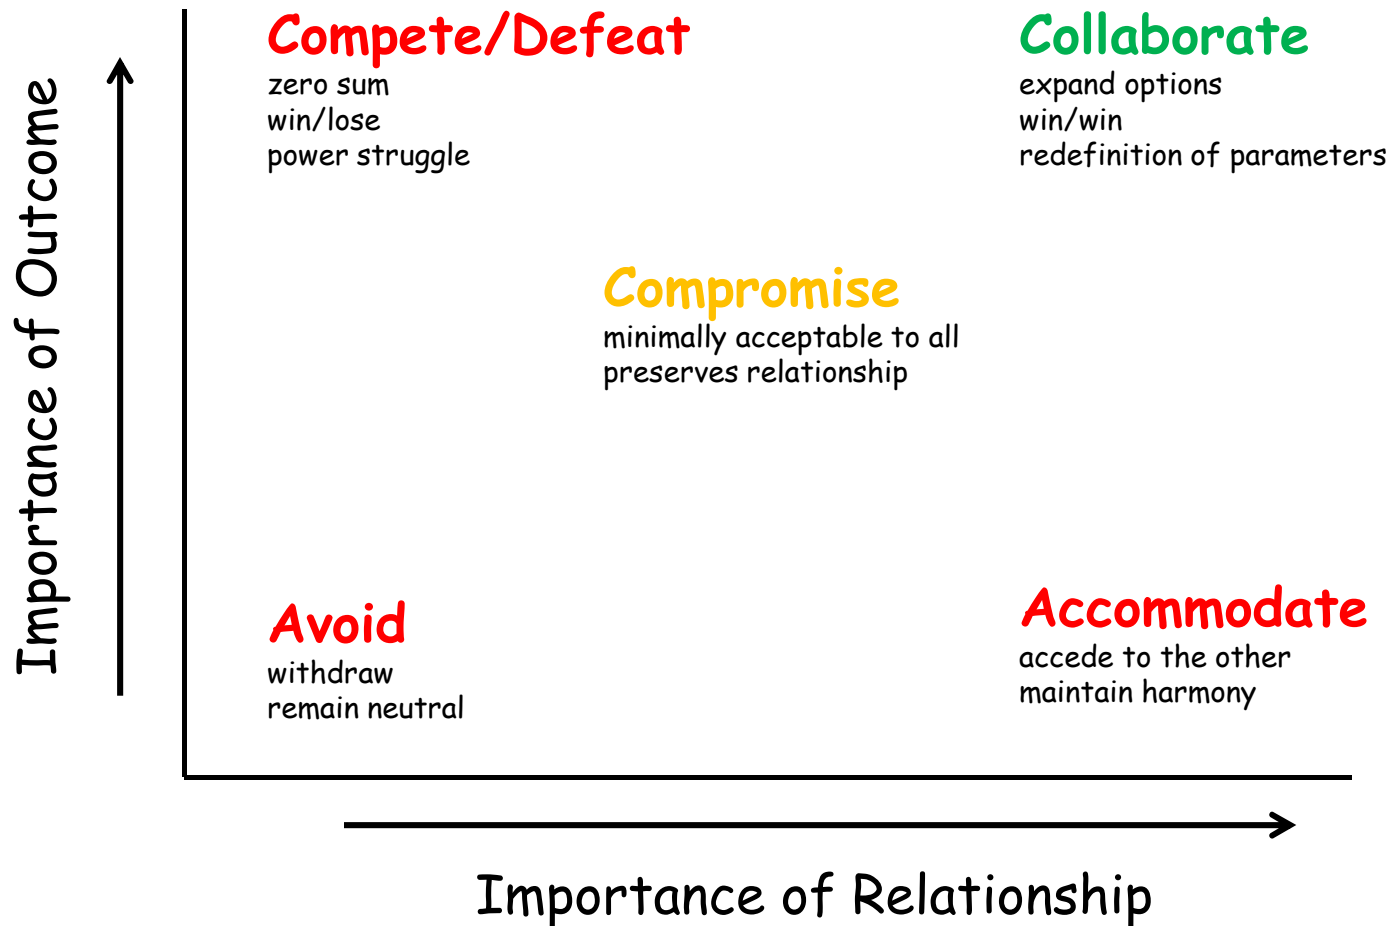 Importance of Outcome
Compete/Defeat
zero sum
win/lose
power struggle
Collaborate
expand options
win/win
redefinition of parameters
Compromise
minimally acceptable to all
preserves relationship
Avoid
withdraw
remain neutral
Accommodate
accede to the other
maintain harmony
Importance of Relationship